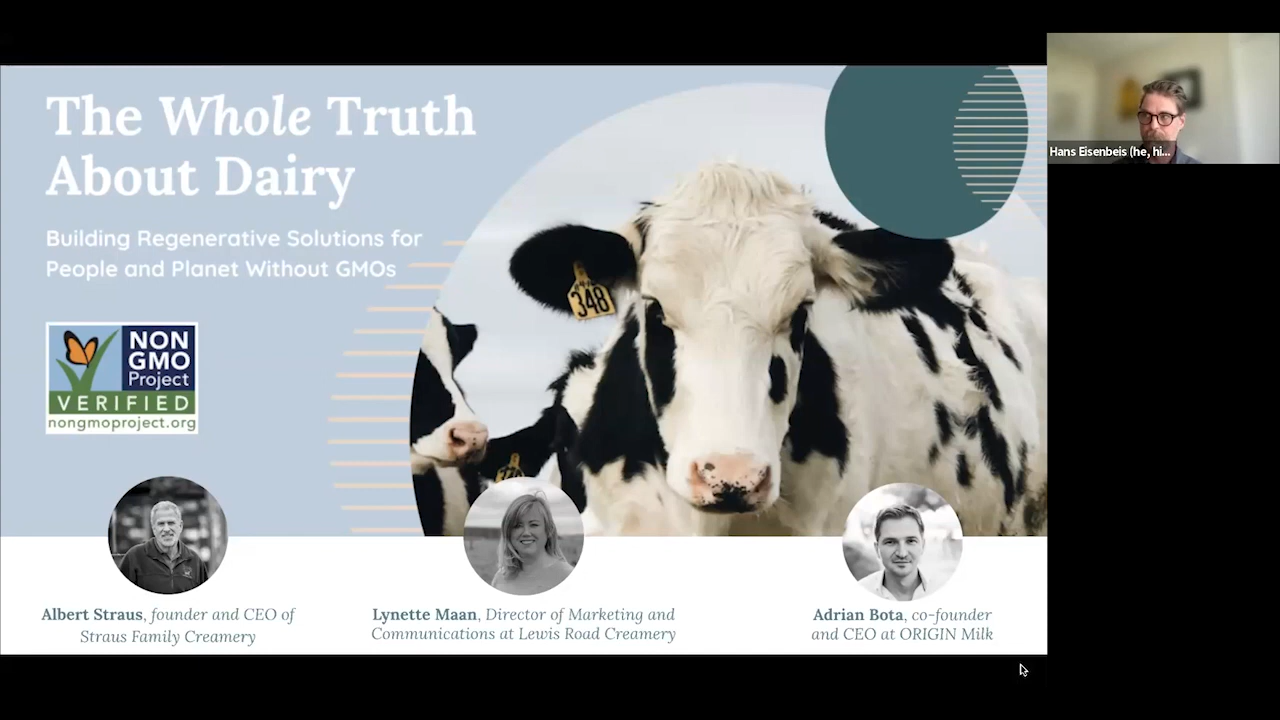 The Whole Truth
About Dairy
Building Regenerative Solutions for
People and Planet Without GMOs
348
NON
GMO
Project
VERIFIED
nongmoproject.org
Albert Straus, founder and CEO of
Straus Family Creamery
Lynette Maan, Director of Marketing and
Communications at Lewis Road Creamery
Adrian Bota, co-founder
and CEO at ORIGIN Milk
Hans Eisenbeis (he, hi...